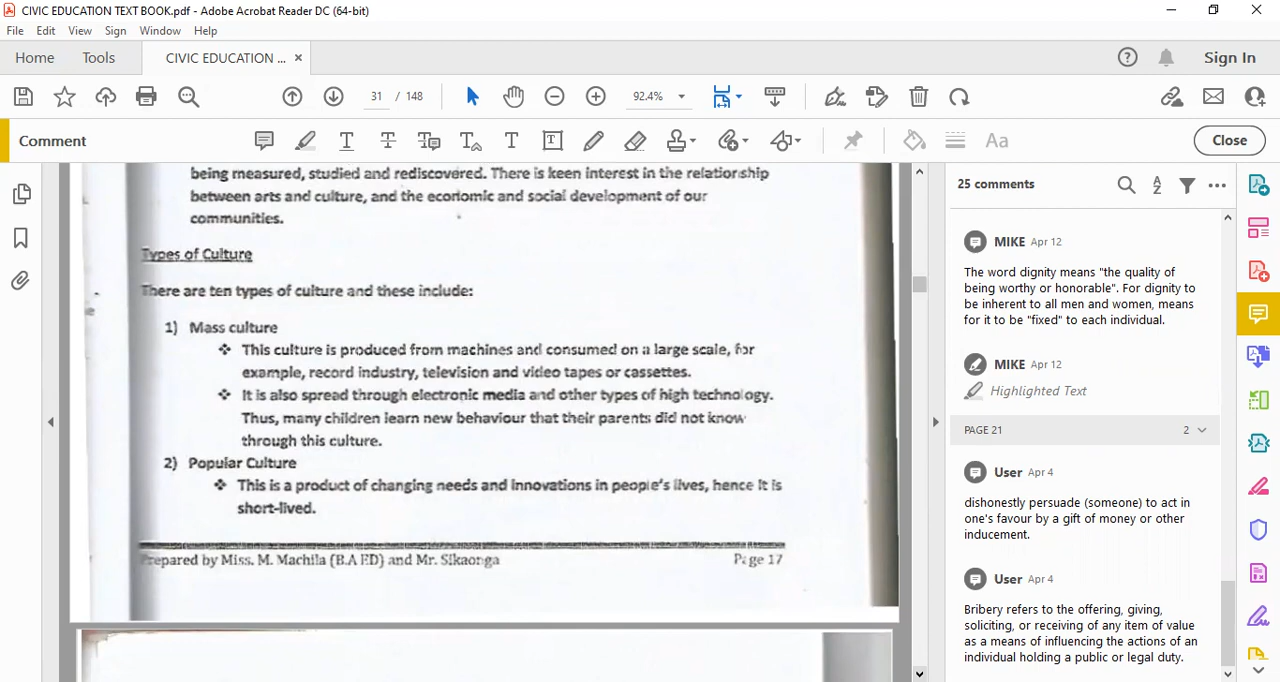 CIVIC EDUCATION TEXT BOOK.pdf - Adobe Acrobat Reader DC (64-bit)
File Edit View Sign Window Help
Home Tools CIVIC EDUCATION ... × Sign In
31 / 148 92.4%
Comment Close
being measured, studied and rediscovered. There is keen interest in the relationship
between arts and culture, and the economic and social development of our
communities.
Types of Culture
There are ten types of culture and these include:
1) Mass culture
❖ This culture is produced from machines and consumed on a large scale, for
example, record industry, television and video tapes or cassettes.
❖ It is also spread through electronic media and other types of high technology.
Thus, many children learn new behaviour that their parents did not know
through this culture.
2) Popular Culture
❖ This is a product of changing needs and innovations in people's lives, hence it is
short-lived.
Prepared by Miss. M. Machila (B.A ED) and Mr. Sikaonga Page 17
25 comments
MIKE Apr 12
The word dignity means "the quality of
being worthy or honorable". For dignity to
be inherent to all men and women, means
for it to be "fixed" to each individual.
MIKE Apr 12
Highlighted Text
PAGE 21 2
User Apr 4
dishonestly persuade (someone) to act in
one's favour by a gift of money or other
inducement.
User Apr 4
Bribery refers to the offering, giving,
soliciting, or receiving of any item of value
as a means of influencing the actions of an
individual holding a public or legal duty.